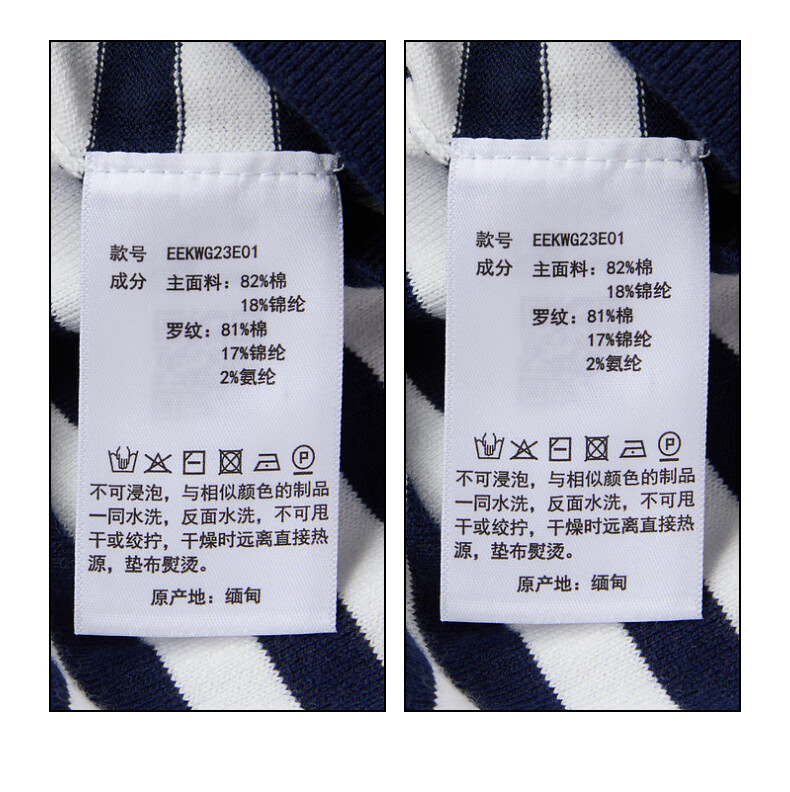 款号 EEKWG23E01
成分 主面料：82%棉
18%锦纶
罗纹：81%棉
17%锦纶
2%氨纶
P
不可浸泡，与相似颜色的制品
一同水洗，反面水洗，不可甩
干或绞拧，干燥时远离直接热
源，垫布熨烫。
原产地：缅甸
款号 EEKWG23E01
成分 主面料：82%棉
18%锦纶
罗纹：81%棉
17%锦纶
2%氨纶
P
不可浸泡，与相似颜色的制品
一同水洗，反面水洗，不可甩
干或绞拧，干燥时远离直接热
源，垫布熨烫。
原产地：缅甸